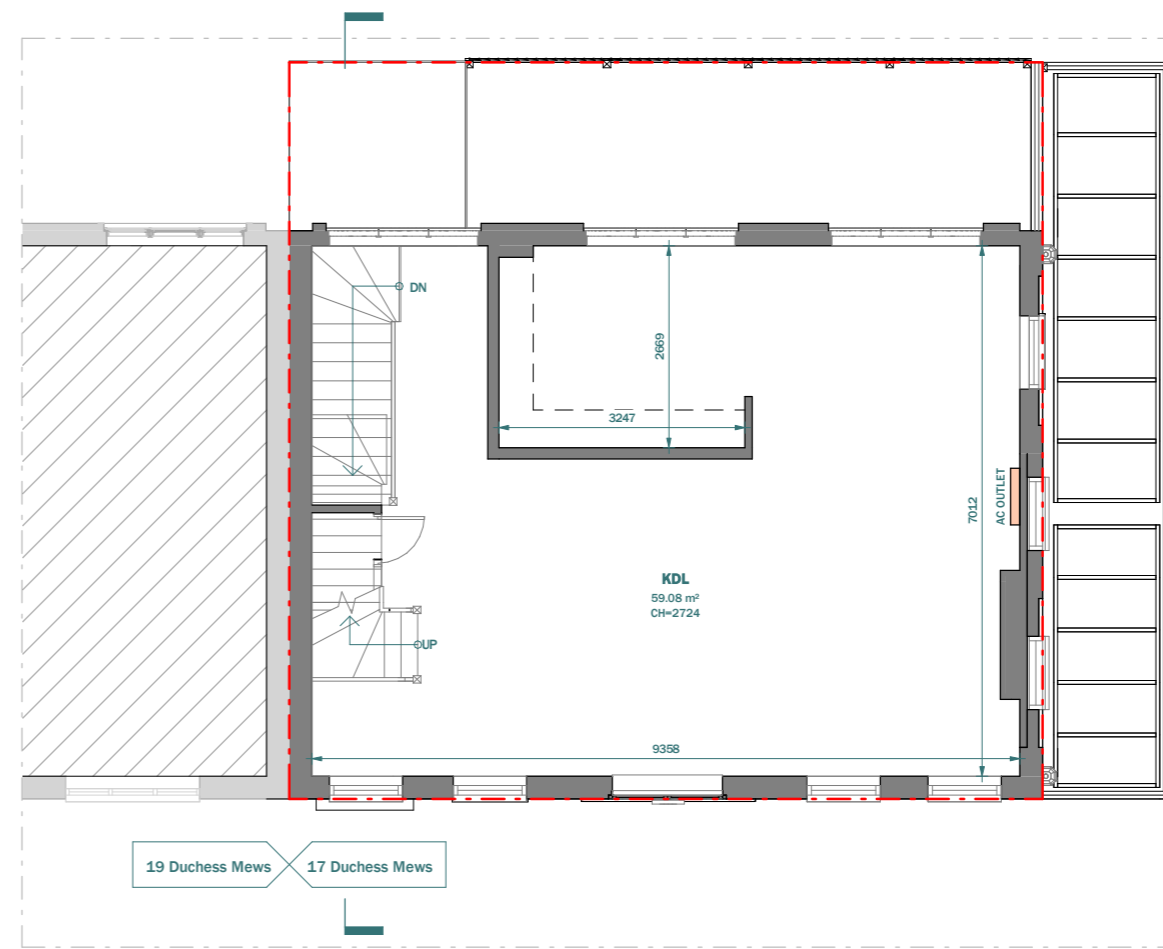 DN
2669
3247
7012
AC OUTLET
KDL
59.08 m²
CH=2724
UP
9358
19 Duchess Mews
17 Duchess Mews